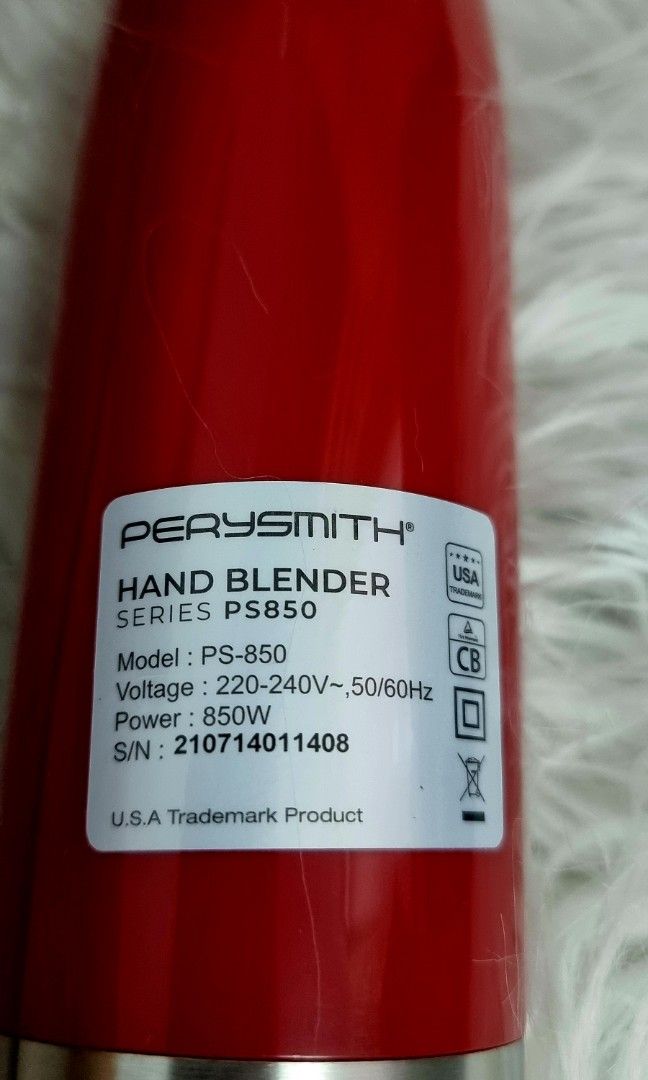 PERYSMITH®
HAND BLENDER
SERIES PS850
Model : PS-850
Voltage : 220-240V~,50/60Hz
Power : 850W
S/N : 210714011408
U.S.A Trademark Product
USA
TRADEMARK
CB